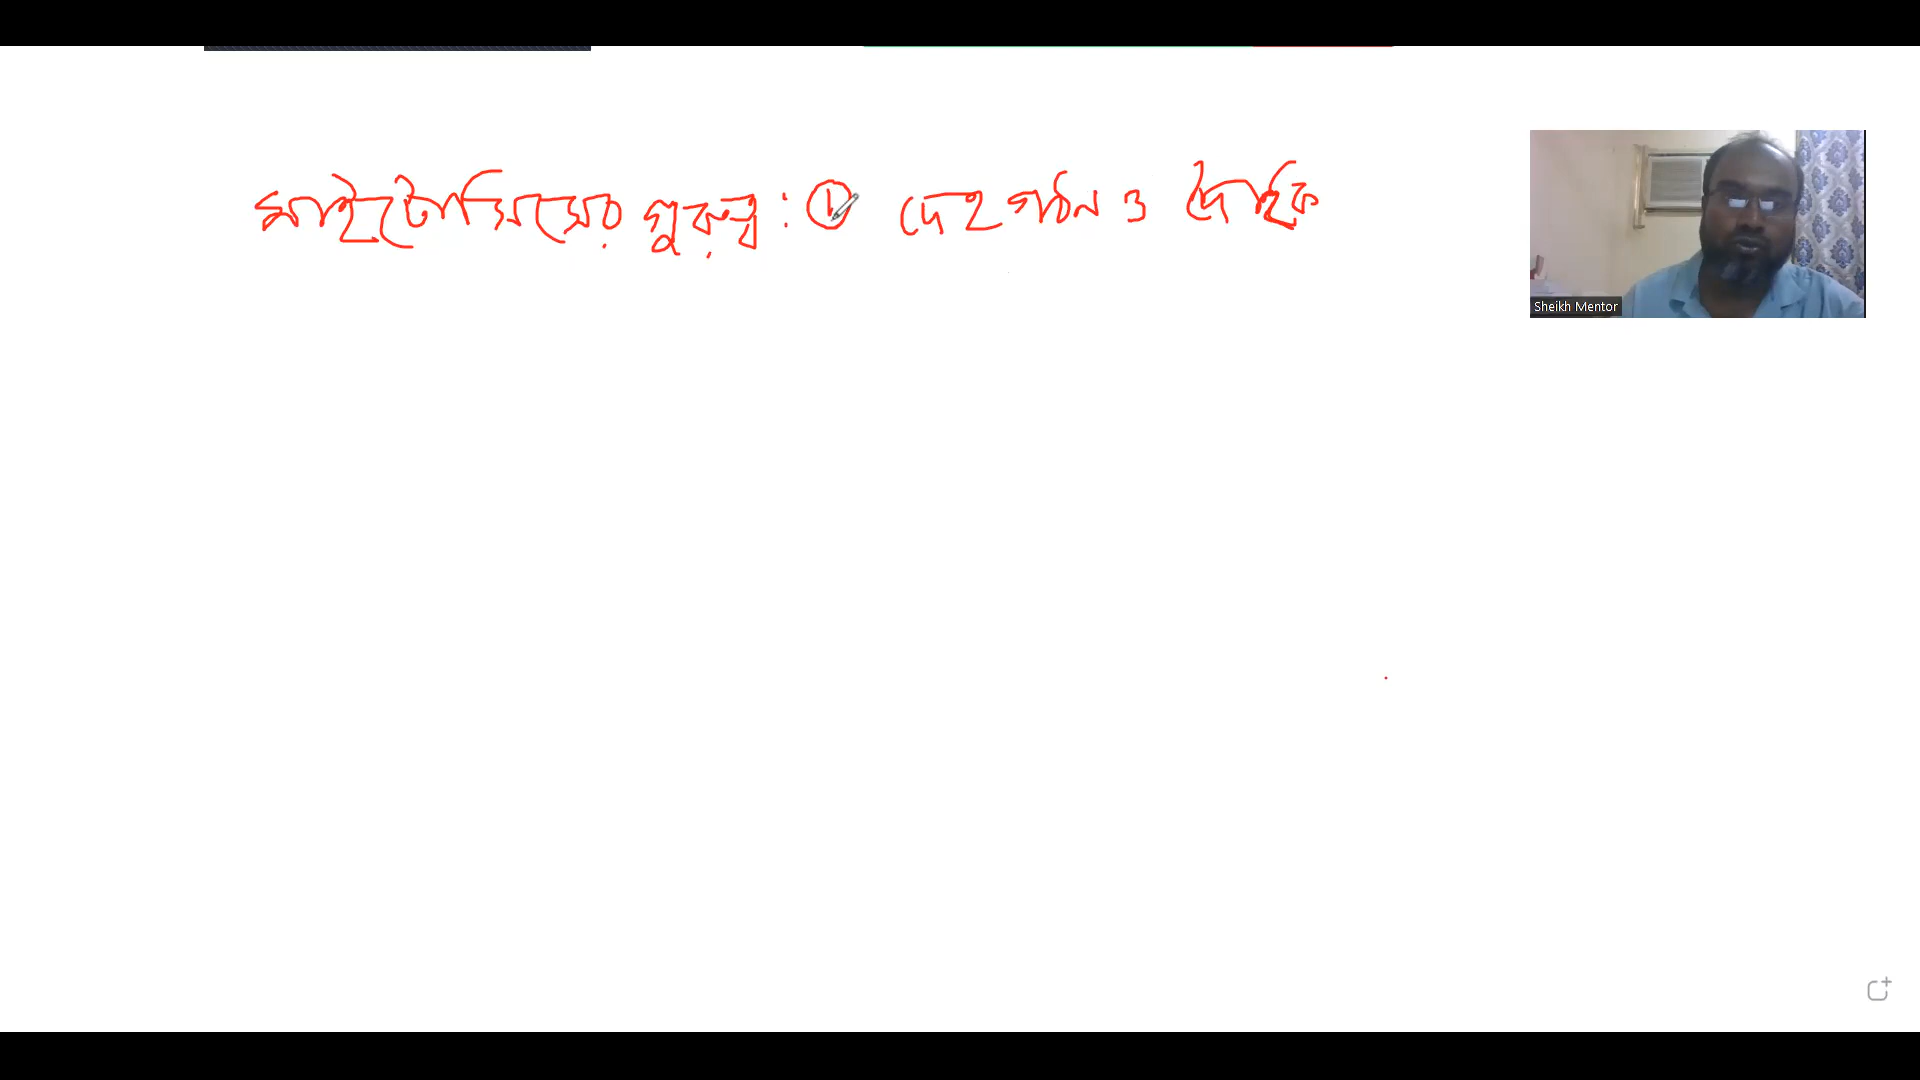 মাইটোসিসের গুরুত্ব : ① দেহ গঠন ও দৈহিক
Sheikh Mentor